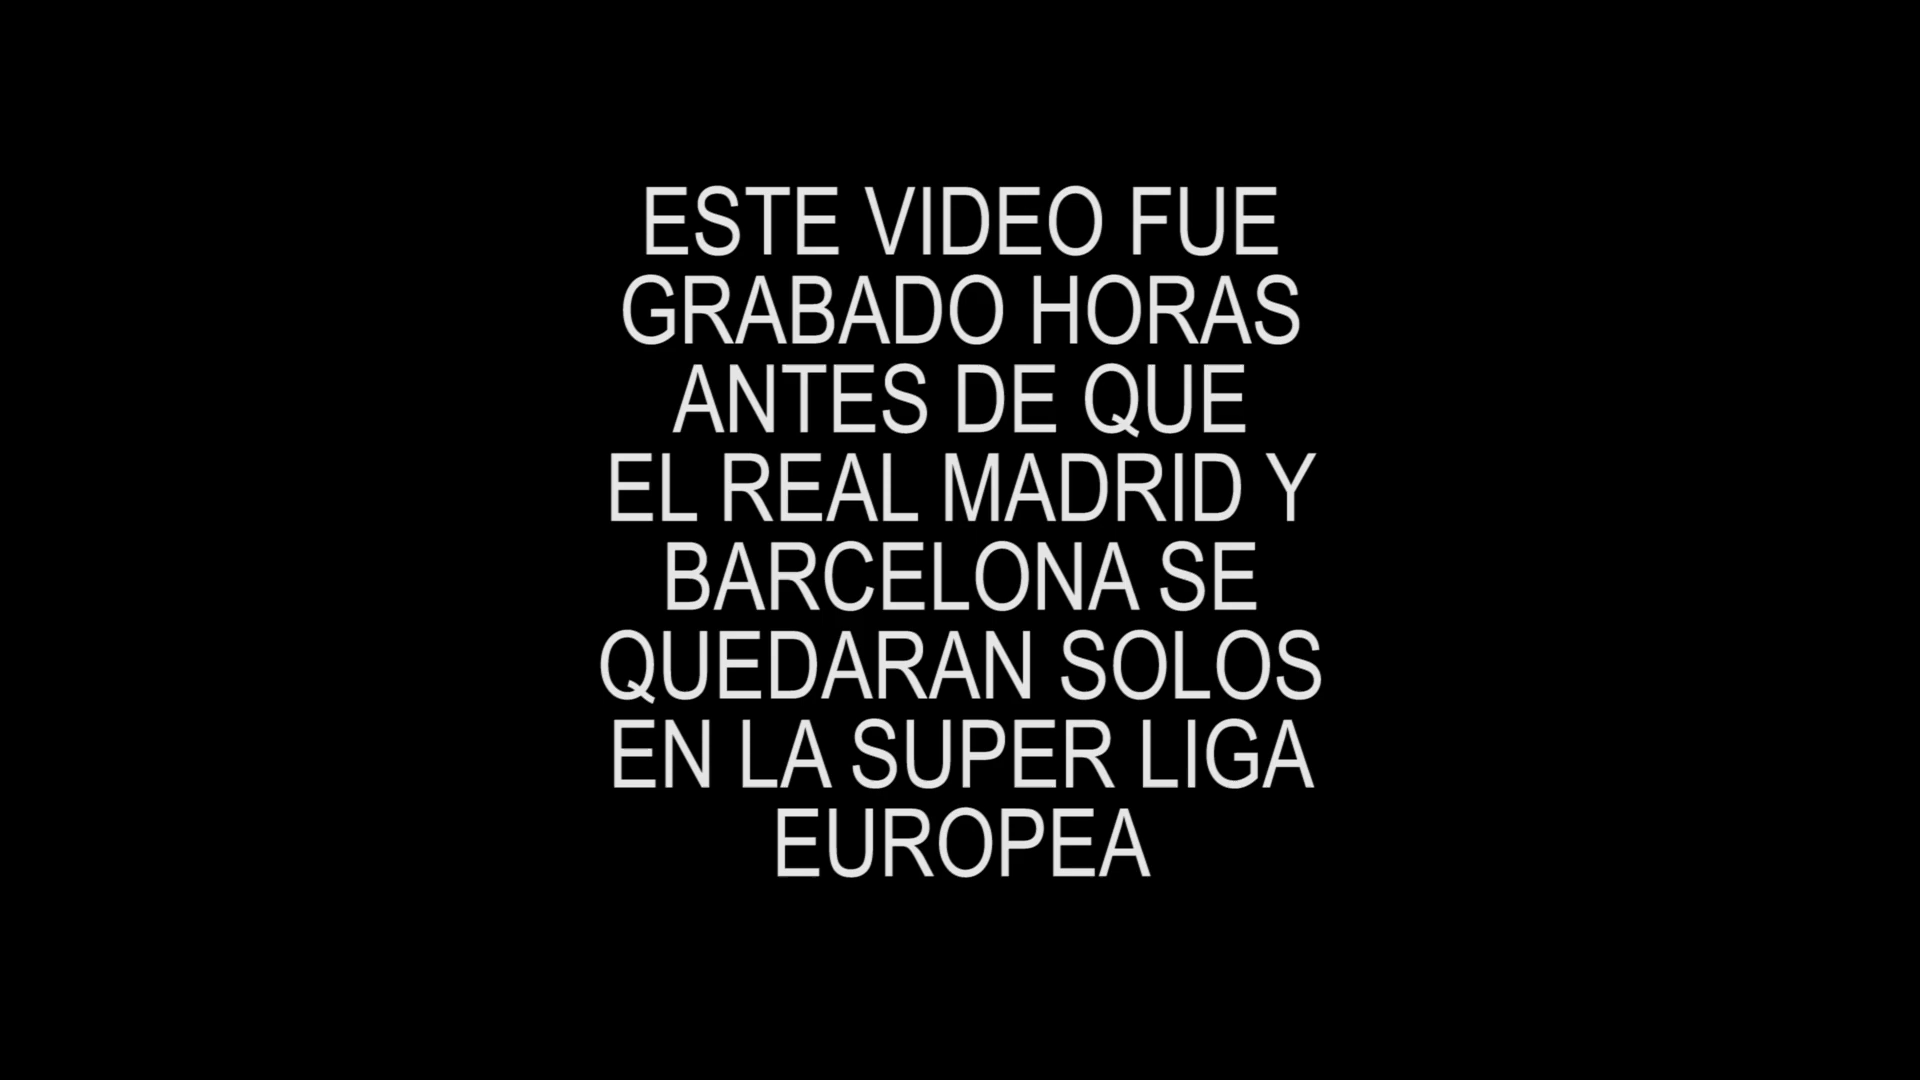 ESTE VIDEO FUE
GRABADO HORAS
ANTES DE QUE
EL REAL MADRID Y
BARCELONA SE
QUEDARAN SOLOS
EN LA SUPER LIGA
EUROPEA